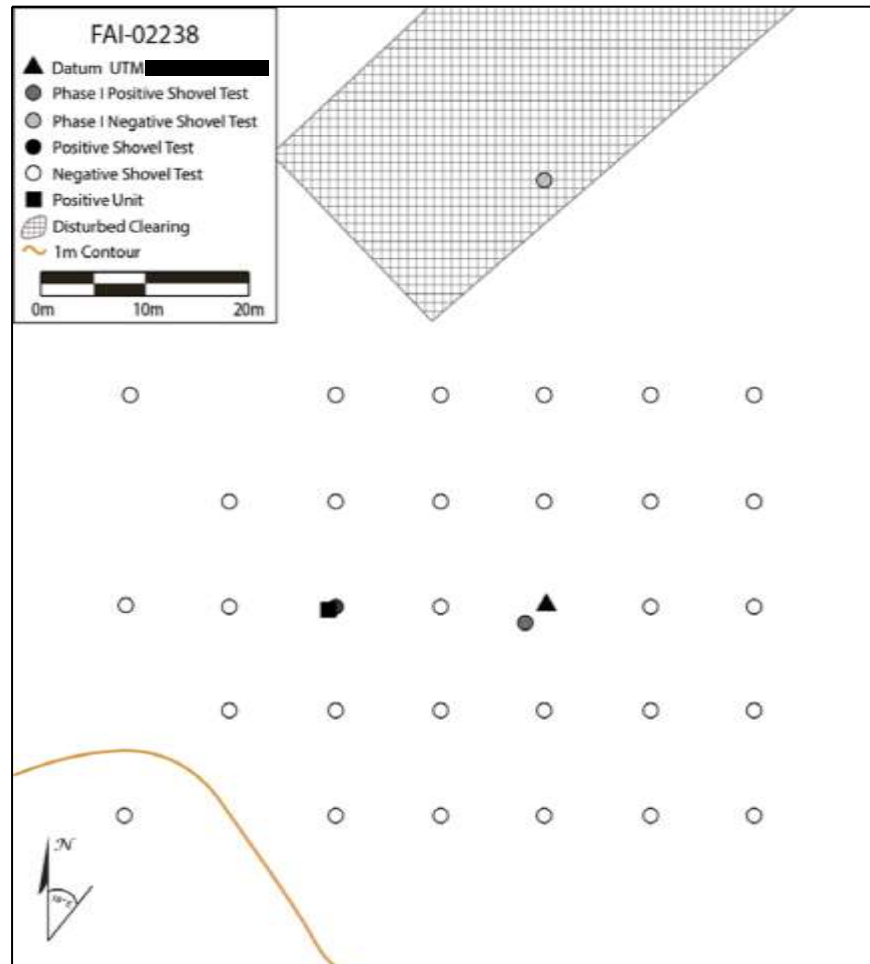 FAI-02238
Datum UTM
Phase I Positive Shovel Test
Phase I Negative Shovel Test
Positive Shovel Test
Negative Shovel Test
Positive Unit
Disturbed Clearing
1m Contour
0m 10m 20m
N